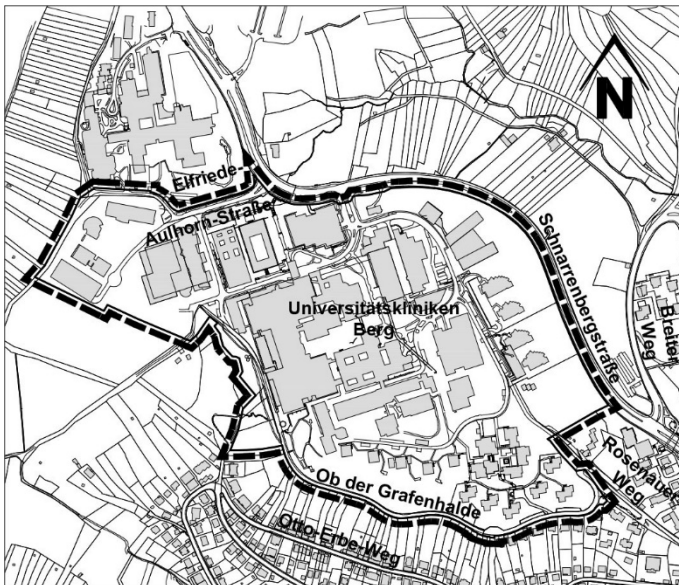 N
Elfriede-
Aulhorn-Straße
Schnarrenbergstraße
Universitätskliniken
Berg
Breiter
Weg
Rosenauer
Weg
Ob der Grafenhalde
Otto-Erbe-Weg